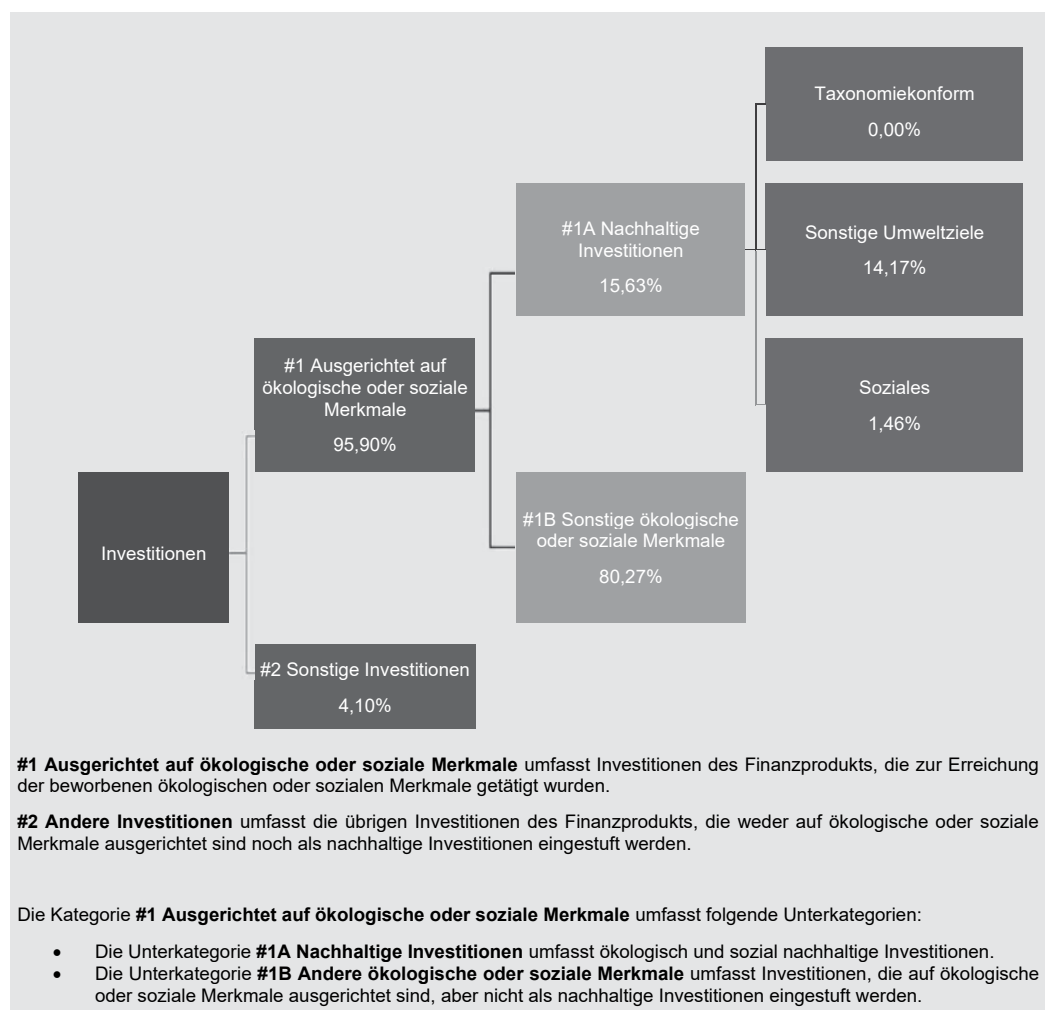 Taxonomiekonform
0,00%
#1A Nachhaltige
Investitionen
15,63%
Sonstige Umweltziele
14,17%
#1 Ausgerichtet auf
ökologische oder soziale
Merkmale
95,90%
Soziales
1,46%
Investitionen
#1B Sonstige ökologische
oder soziale Merkmale
80,27%
#2 Sonstige Investitionen
4,10%
#1 Ausgerichtet auf ökologische oder soziale Merkmale umfasst Investitionen des Finanzprodukts, die zur Erreichung
der beworbenen ökologischen oder sozialen Merkmale getätigt wurden.
#2 Andere Investitionen umfasst die übrigen Investitionen des Finanzprodukts, die weder auf ökologische oder soziale
Merkmale ausgerichtet sind noch als nachhaltige Investitionen eingestuft werden.
Die Kategorie #1 Ausgerichtet auf ökologische oder soziale Merkmale umfasst folgende Unterkategorien:
• Die Unterkategorie #1A Nachhaltige Investitionen umfasst ökologisch und sozial nachhaltige Investitionen.
• Die Unterkategorie #1B Andere ökologische oder soziale Merkmale umfasst Investitionen, die auf ökologische
oder soziale Merkmale ausgerichtet sind, aber nicht als nachhaltige Investitionen eingestuft werden.